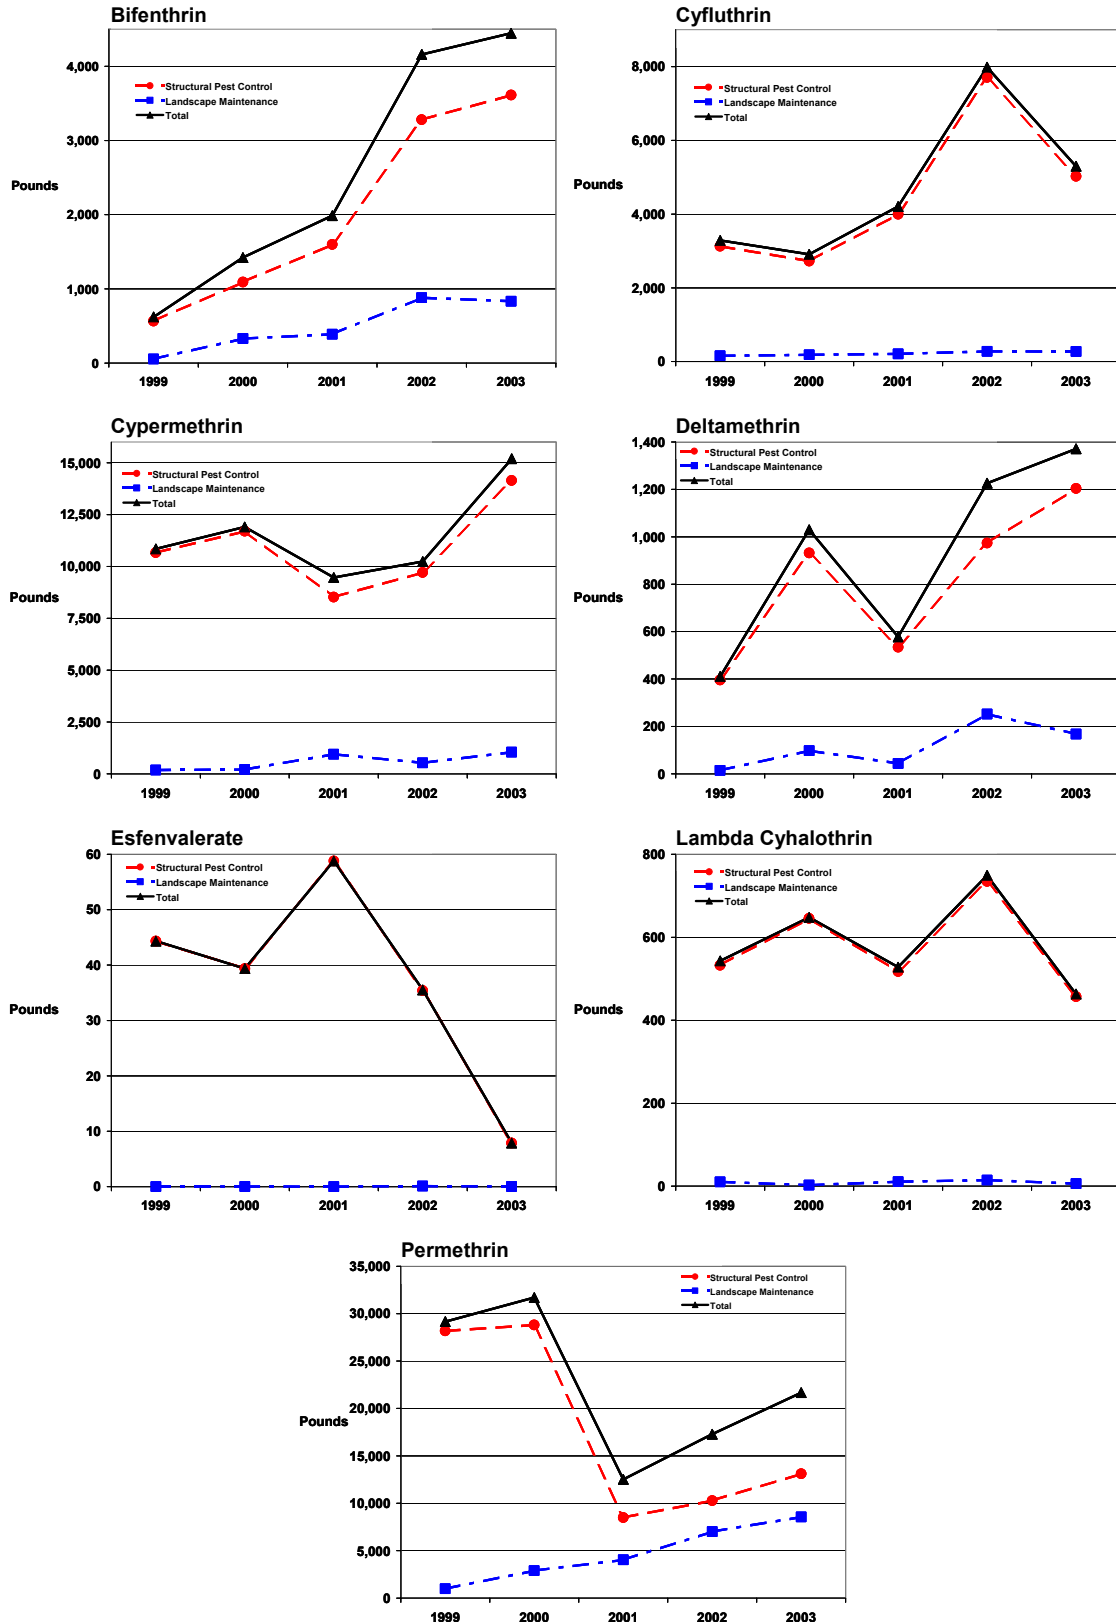 Bifenthrin
4,000
3,000
2,000
1,000
0
Pounds
Structural Pest Control
Landscape Maintenance
Total
1999 2000 2001 2002 2003
Cyfluthrin
8,000
6,000
4,000
2,000
0
Pounds
Structural Pest Control
Landscape Maintenance
Total
1999 2000 2001 2002 2003
Cypermethrin
15,000
12,500
10,000
7,500
5,000
2,500
0
Pounds
Structural Pest Control
Landscape Maintenance
Total
1999 2000 2001 2002 2003
Deltamethrin
1,400
1,200
1,000
800
600
400
200
0
Pounds
Structural Pest Control
Landscape Maintenance
Total
1999 2000 2001 2002 2003
Esfenvalerate
60
50
40
30
20
10
0
Pounds
Structural Pest Control
Landscape Maintenance
Total
1999 2000 2001 2002 2003
Lambda Cyhalothrin
800
600
400
200
0
Pounds
Structural Pest Control
Landscape Maintenance
Total
1999 2000 2001 2002 2003
Permethrin
35,000
30,000
25,000
20,000
15,000
10,000
5,000
0
Pounds
Structural Pest Control
Landscape Maintenance
Total
1999 2000 2001 2002 2003